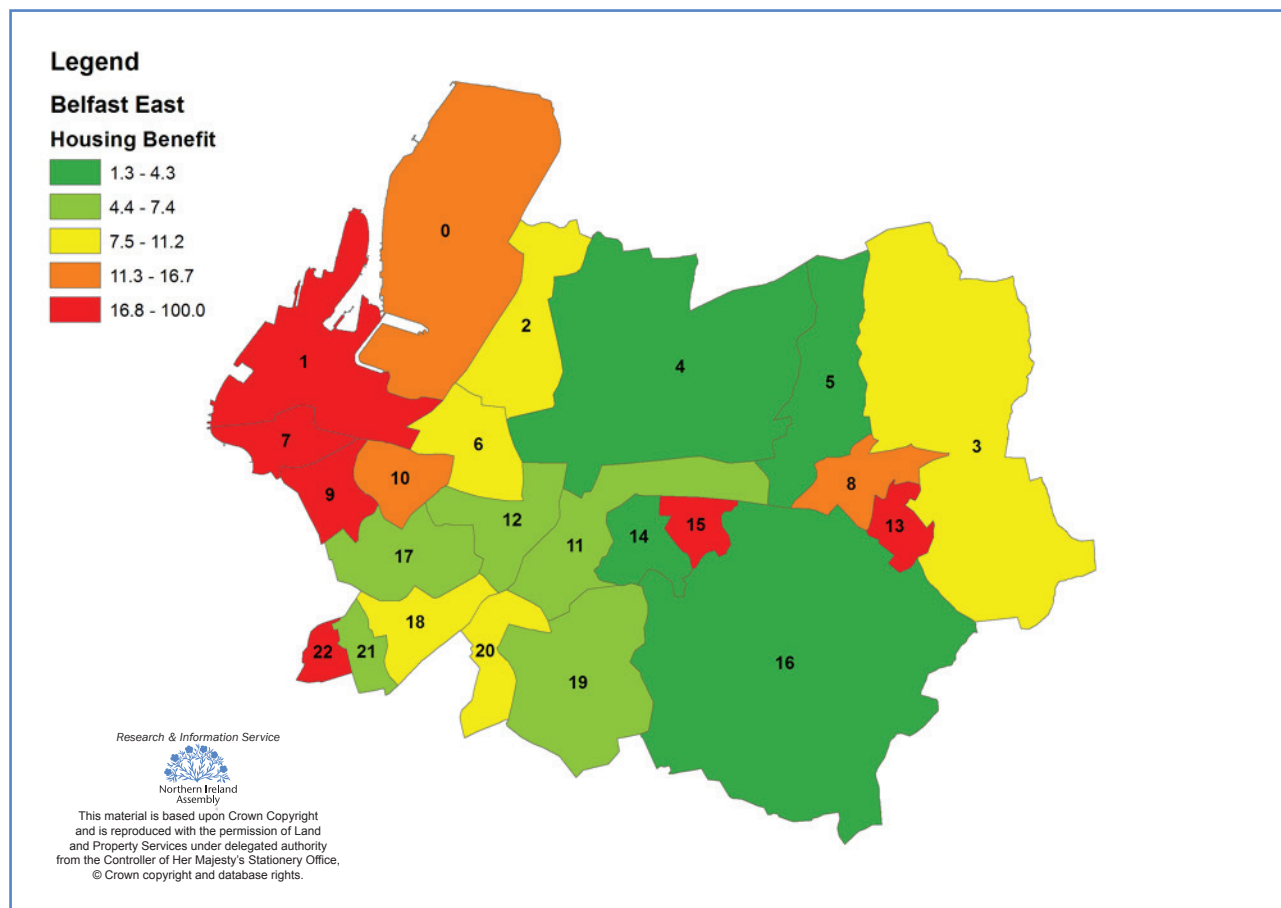 Legend
Belfast East
Housing Benefit
1.3 - 4.3
4.4 - 7.4
7.5 - 11.2
11.3 - 16.7
16.8 - 100.0
0
1
2
3
4
5
6
7
8
9
10
11
12
13
14
15
16
17
18
19
20
21
22
Research & Information Service
Northern Ireland
Assembly
This material is based upon Crown Copyright
and is reproduced with the permission of Land
and Property Services under delegated authority
from the Controller of Her Majesty's Stationery Office,
© Crown copyright and database rights.